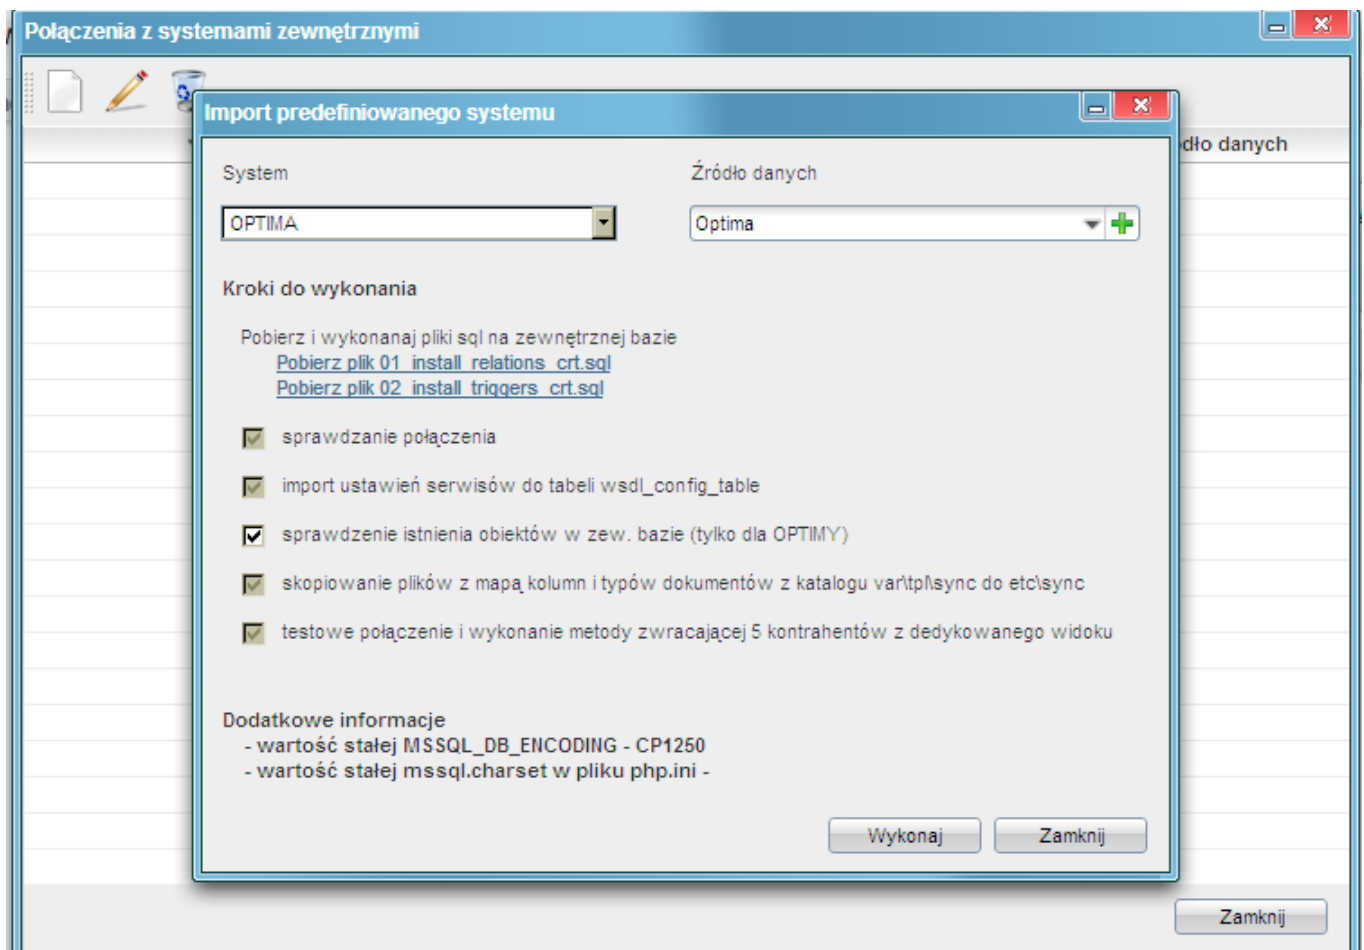 Połączenia z systemami zewnętrznymi
Import predefiniowanego systemu
dło danych
System
Źródło danych
OPTIMA
Optima
Kroki do wykonania
Pobierz i wykonanaj pliki sql na zewnętrznej bazie
Pobierz plik 01_install_relations_crt.sql
Pobierz plik 02_install_triggers_crt.sql
sprawdzanie połączenia
import ustawień serwisów do tabeli wsdl_config_table
sprawdzenie istnienia obiektów w zew. bazie (tylko dla OPTIMY)
skopiowanie plików z mapą kolumn i typów dokumentów z katalogu var\tpl\sync do etc\sync
testowe połączenie i wykonanie metody zwracającej 5 kontrahentów z dedykowanego widoku
Dodatkowe informacje
- wartość stałej MSSQL_DB_ENCODING - CP1250
- wartość stałej mssql.charset w pliku php.ini -
Wykonaj
Zamknij
Zamknij